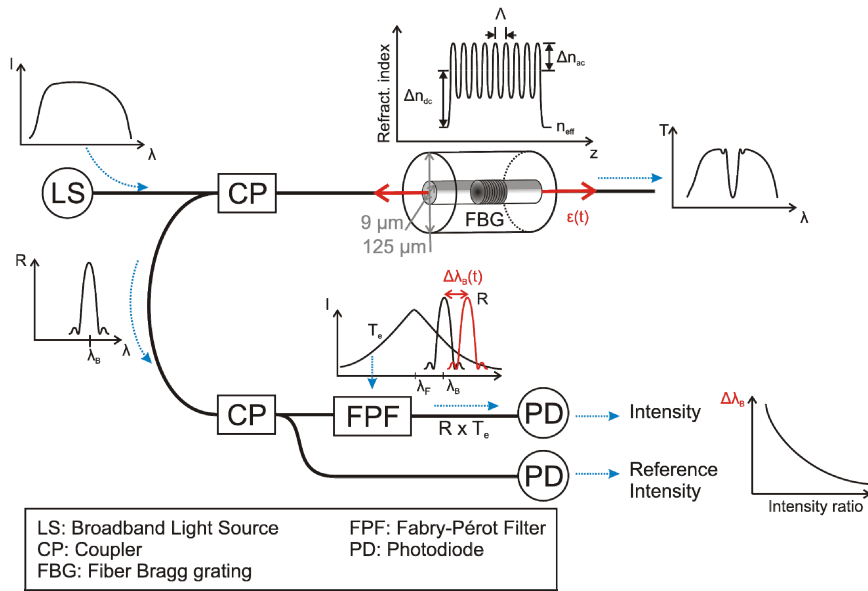 I
λ
Refract. index
Λ
Δn_ac
Δn_dc
n_eff
z
T
λ
LS
CP
9 μm
125 μm
FBG
ε(t)
R
λ_B
λ
I
T_e
Δλ_B(t)
R
λ_F
λ_B
CP
FPF
R x T_e
PD
Intensity
PD
Reference
Intensity
Δλ_B
Intensity ratio
LS: Broadband Light Source
CP: Coupler
FBG: Fiber Bragg grating
FPF: Fabry-Pérot Filter
PD: Photodiode